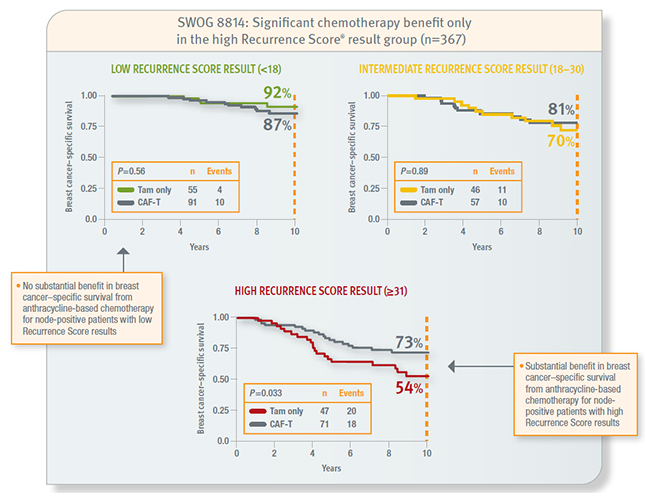 SWOG 8814: Significant chemotherapy benefit only
in the high Recurrence Score® result group (n=367)
LOW RECURRENCE SCORE RESULT (<18)
Breast cancer–specific survival
1.00
0.75
0.50
0.25
0.0
92%
87%
P=0.56 n Events
Tam only 55 4
CAF-T 91 10
0 2 4 6 8 10
Years
INTERMEDIATE RECURRENCE SCORE RESULT (18–30)
Breast cancer–specific survival
1.00
0.75
0.50
0.25
0.0
81%
70%
P=0.89 n Events
Tam only 46 11
CAF-T 57 10
0 2 4 6 8 10
Years
• No substantial benefit in breast
cancer–specific survival from
anthracycline-based chemotherapy
for node-positive patients with low
Recurrence Score results
HIGH RECURRENCE SCORE RESULT (≥31)
Breast cancer–specific survival
1.00
0.75
0.50
0.25
0.0
73%
54%
P=0.033 n Events
Tam only 47 20
CAF-T 71 18
0 2 4 6 8 10
Years
• Substantial benefit in breast
cancer–specific survival
from anthracycline-based
chemotherapy for node-
positive patients with high
Recurrence Score results